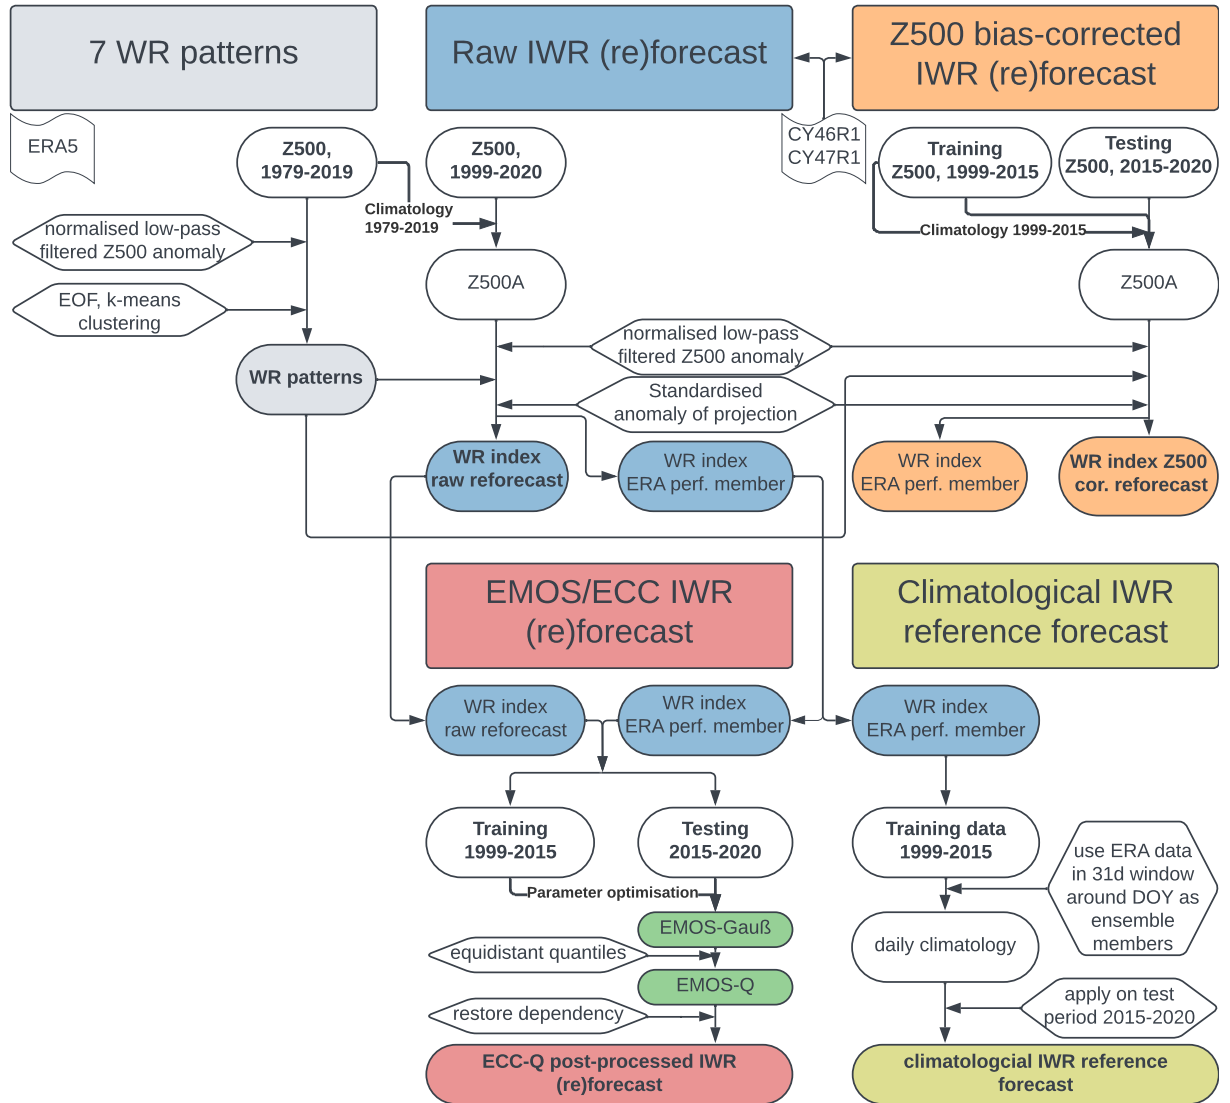 7 WR patterns
Raw IWR (re)forecast
Z500 bias-corrected
IWR (re)forecast
ERA5
Z500,
1979-2019
Z500,
1999-2020
CY46R1
CY47R1
Training
Z500, 1999-2015
Testing
Z500, 2015-2020
Climatology
1979-2019
Climatology 1999-2015
normalised low-pass
filtered Z500 anomaly
Z500A
Z500A
EOF, k-means
clustering
normalised low-pass
filtered Z500 anomaly
WR patterns
Standardised
anomaly of projection
WR index
raw reforecast
WR index
ERA perf. member
WR index
ERA perf. member
WR index Z500
cor. reforecast
EMOS/ECC IWR
(re)forecast
Climatological IWR
reference forecast
WR index
raw reforecast
WR index
ERA perf. member
WR index
ERA perf. member
Training
1999-2015
Testing
2015-2020
Training data
1999-2015
use ERA data
in 31d window
around DOY as
ensemble
members
Parameter optimisation
EMOS-Gauß
daily climatology
equidistant quantiles
EMOS-Q
restore dependency
apply on test
period 2015-2020
ECC-Q post-processed IWR
(re)forecast
climatologcial IWR reference
forecast